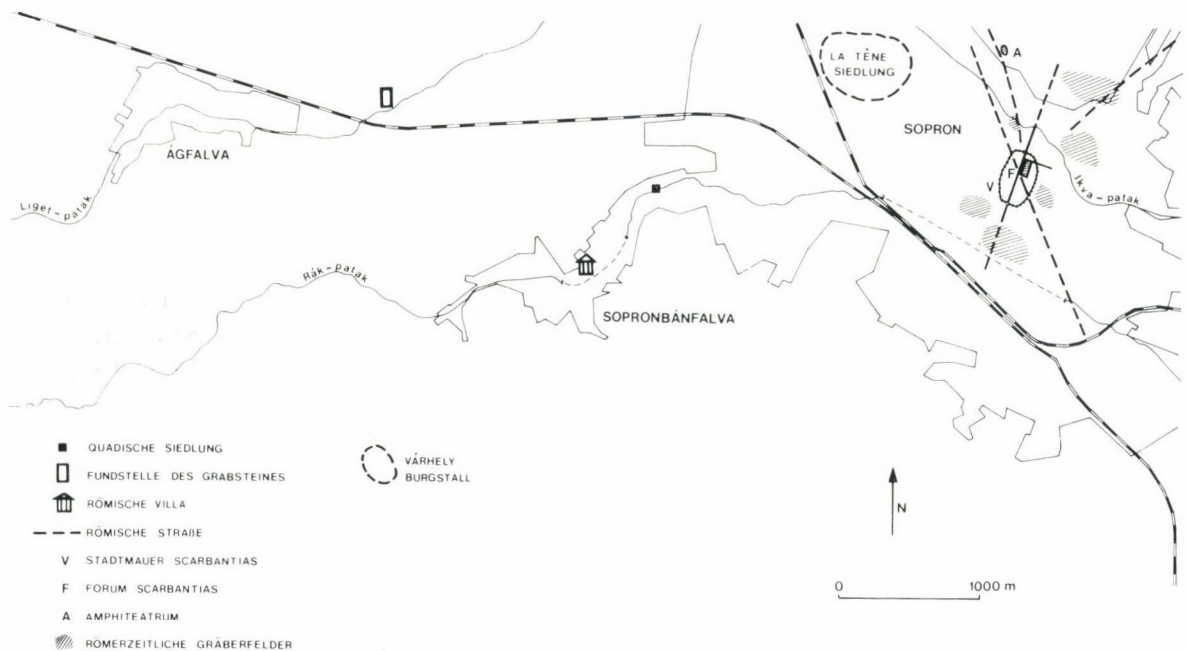 LA TÈNE
SIEDLUNG
A
SOPRON
ÁGFALVA
F
V
Ikva-patak
Liget-patak
Rák-patak
SOPRONBÁNFALVA
QUADISCHE SIEDLUNG
FUNDSTELLE DES GRABSTEINES
RÖMISCHE VILLA
RÖMISCHE STRAßE
V STADTMAUER SCARBANTIAS
F FORUM SCARBANTIAS
A AMPHITEATRUM
RÖMERZEITLICHE GRÄBERFELDER
VÁRHELY
BURGSTALL
N
0 1000 m